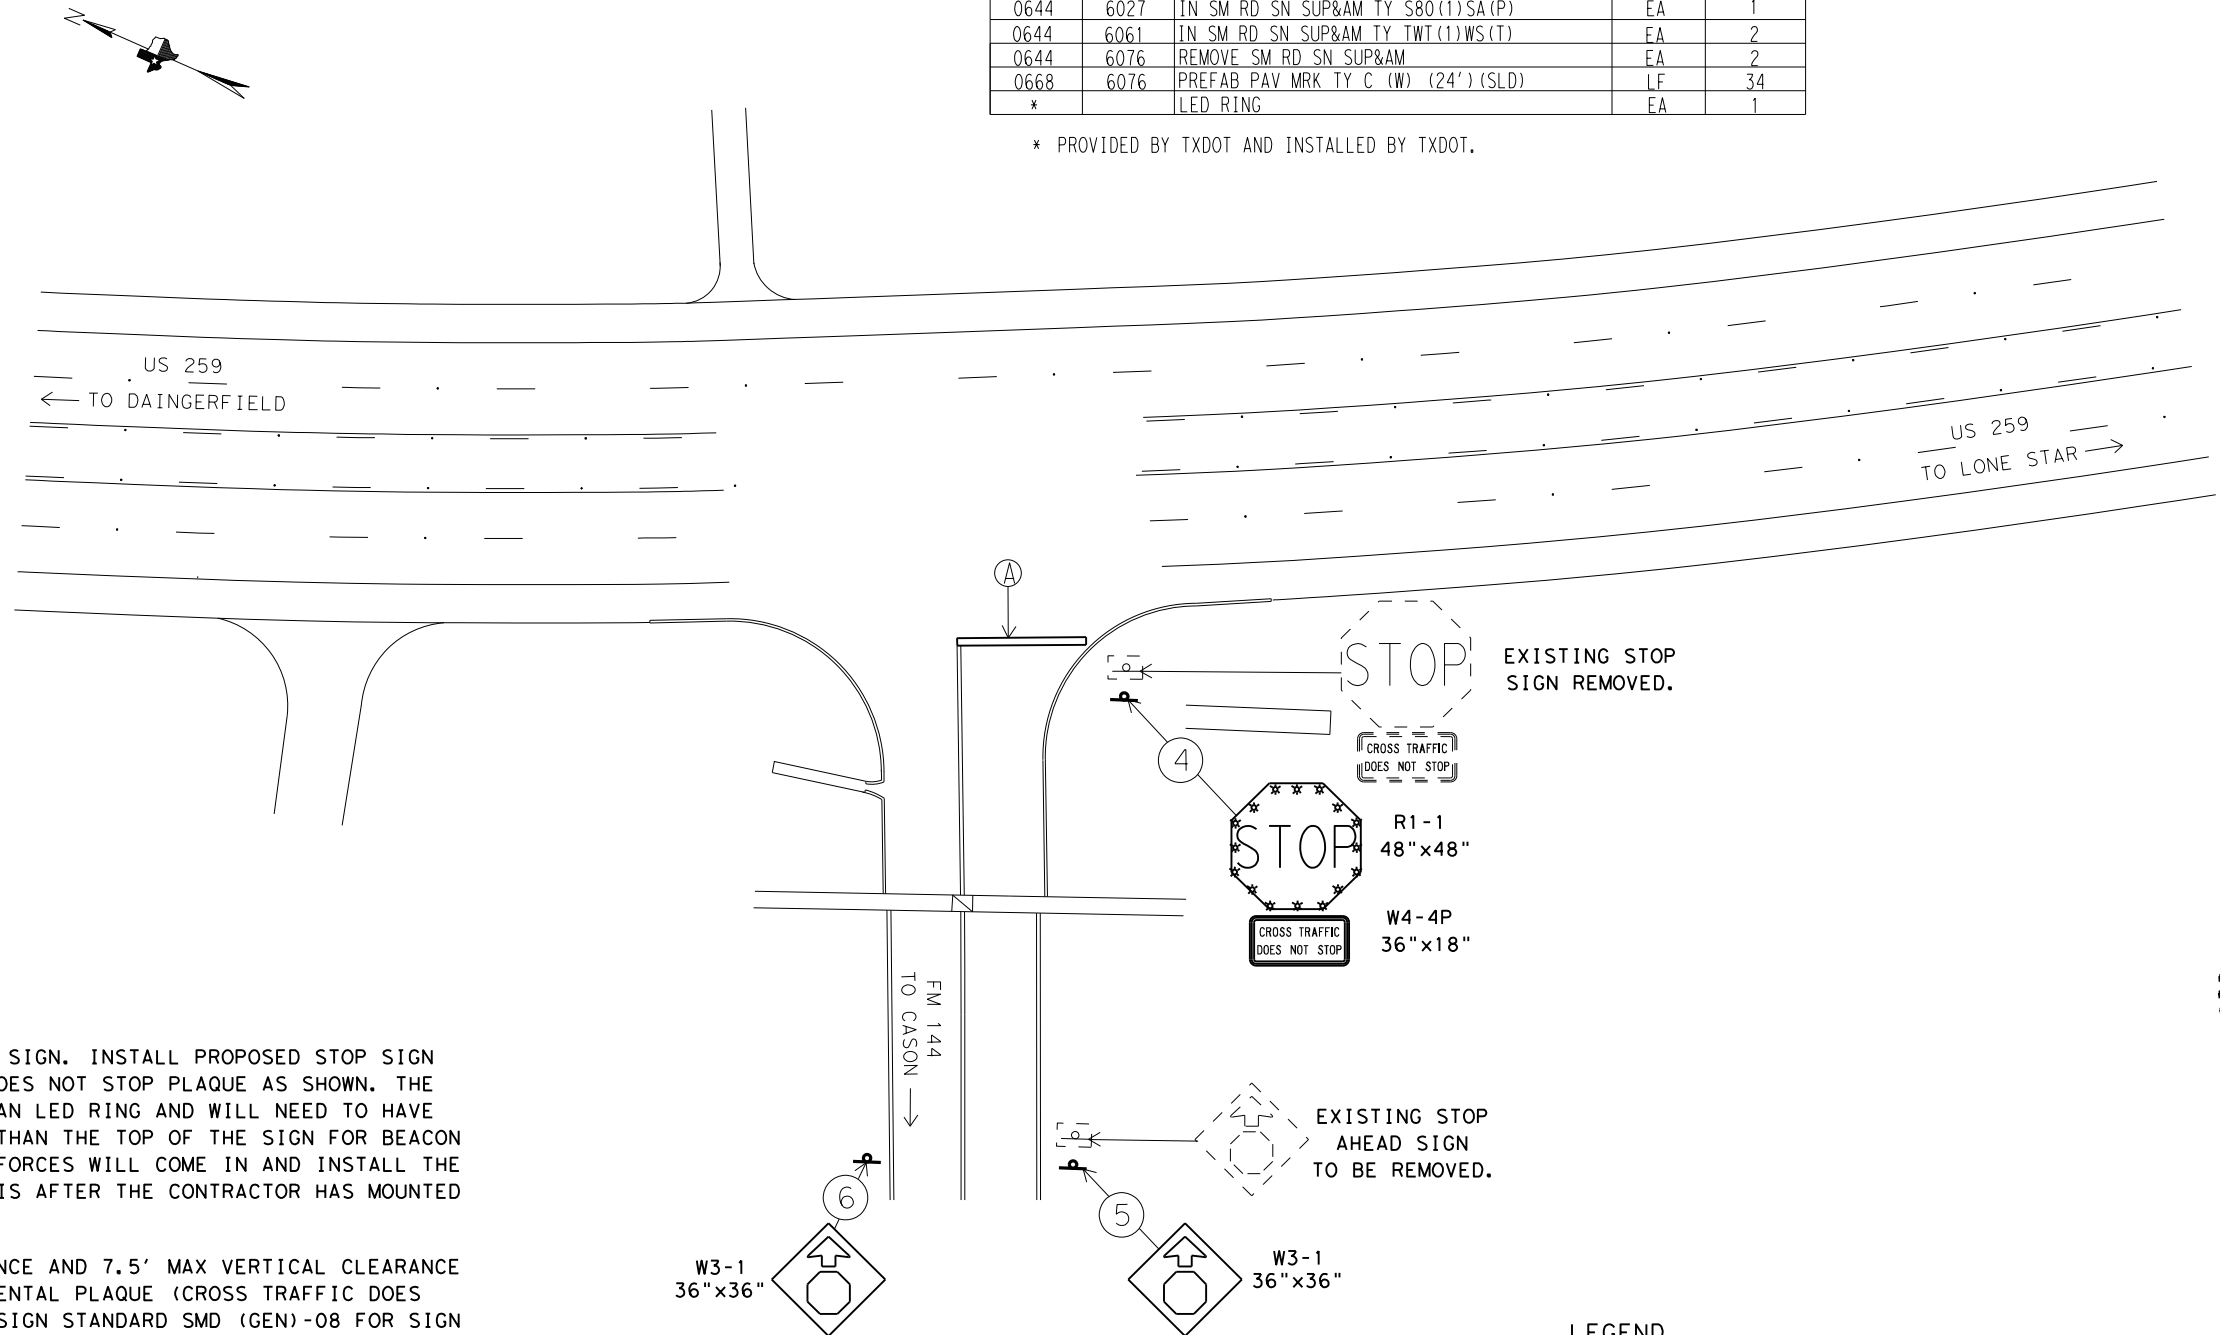 0644 6027 IN SM RD SN SUP&AM TY S80(1)SA(P) EA 1
0644 6061 IN SM RD SN SUP&AM TY TWT(1)WS(T) EA 2
0644 6076 REMOVE SM RD SN SUP&AM EA 2
0668 6076 PREFAB PAV MRK TY C (W) (24')(SLD) LF 34
* LED RING EA 1
* PROVIDED BY TXDOT AND INSTALLED BY TXDOT.
N
US 259
← TO DAINGERFIELD
US 259
TO LONE STAR →
A
STOP
EXISTING STOP
SIGN REMOVED.
CROSS TRAFFIC
DOES NOT STOP
4
STOP
R1-1
48"x48"
CROSS TRAFFIC
DOES NOT STOP
W4-4P
36"x18"
FM 144
TO CASON →
EXISTING STOP
AHEAD SIGN
TO BE REMOVED.
6
5
W3-1
36"x36"
W3-1
36"x36"
SIGN. INSTALL PROPOSED STOP SIGN
OES NOT STOP PLAQUE AS SHOWN. THE
AN LED RING AND WILL NEED TO HAVE
THAN THE TOP OF THE SIGN FOR BEACON
FORCES WILL COME IN AND INSTALL THE
IS AFTER THE CONTRACTOR HAS MOUNTED
NCE AND 7.5' MAX VERTICAL CLEARANCE
ENTAL PLAQUE (CROSS TRAFFIC DOES
SIGN STANDARD SMD (GEN)-08 FOR SIGN
LEGEND